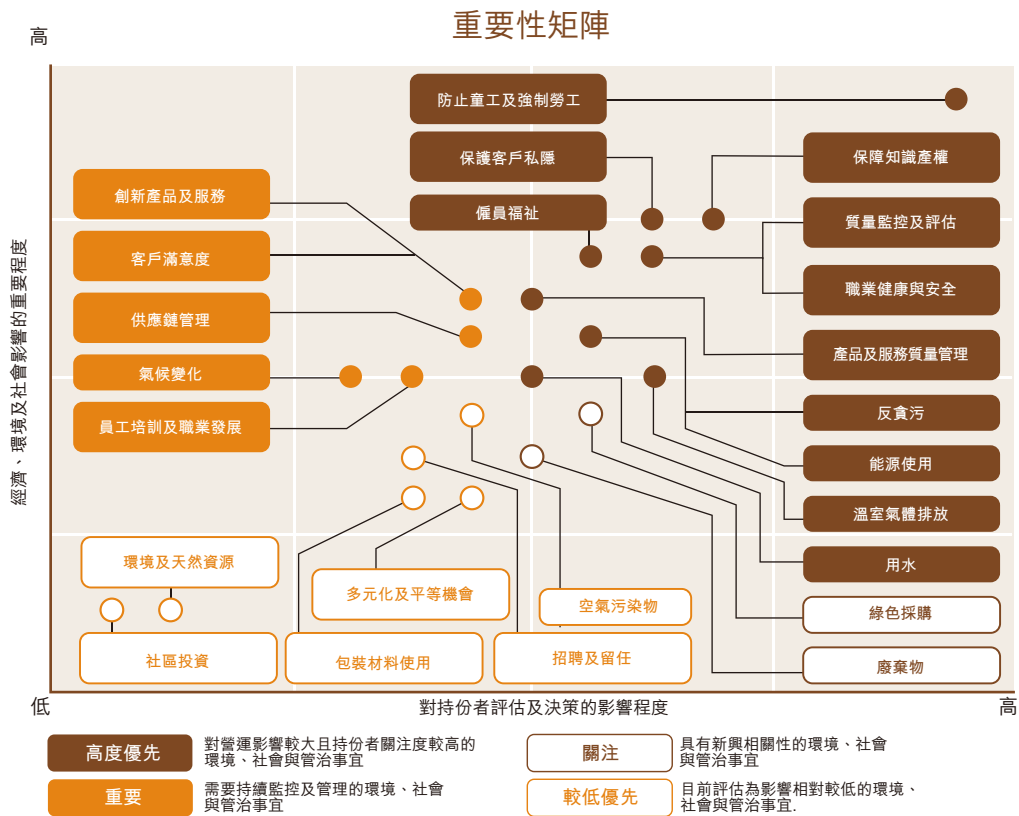 重要性矩陣
高
經濟、環境及社會影響的重要程度
防止童工及強制勞工
保護客戶私隱
僱員福祉
保障知識產權
質量監控及評估
職業健康與安全
產品及服務質量管理
反貪污
能源使用
溫室氣體排放
用水
綠色採購
廢棄物
創新產品及服務
客戶滿意度
供應鏈管理
氣候變化
員工培訓及職業發展
環境及天然資源
社區投資
多元化及平等機會
包裝材料使用
空氣污染物
招聘及留任
低
對持份者評估及決策的影響程度
高
高度優先
對營運影響較大且持份者關注度較高的
環境、社會與管治事宜
關注
具有新興相關性的環境、社會
與管治事宜
重要
需要持續監控及管理的環境、社會
與管治事宜
較低優先
目前評估為影響相對較低的環境、
社會與管治事宜.